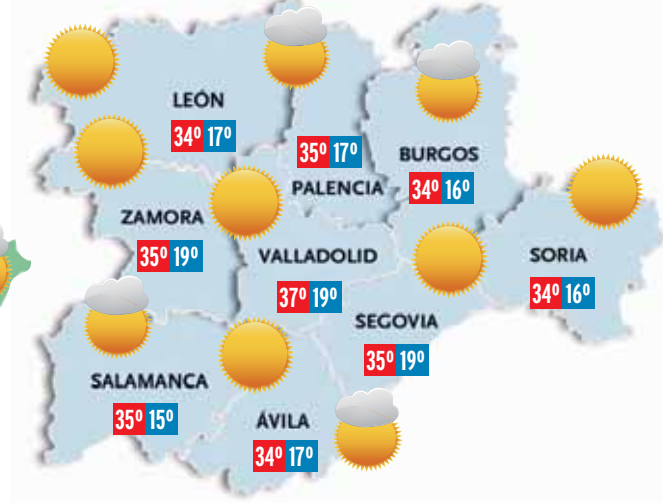 LEÓN
34º 17º
35º 17º
PALENCIA
BURGOS
34º 16º
ZAMORA
35º 19º
VALLADOLID
37º 19º
SORIA
34º 16º
SEGOVIA
35º 19º
SALAMANCA
35º 15º
ÁVILA
34º 17º